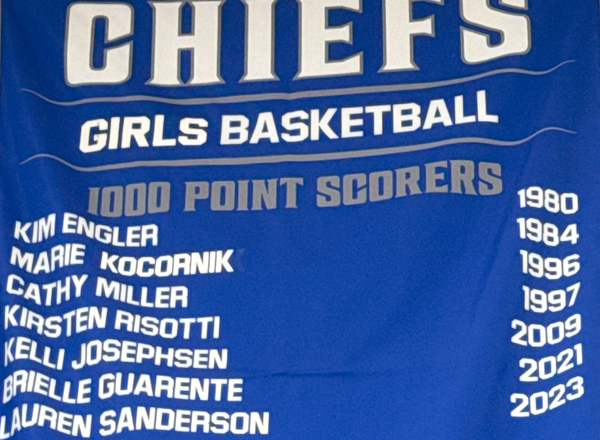 CHIEFS
GIRLS BASKETBALL
1000 POINT SCORERS
KIM ENGLER 1980
MARIE KOCORNIK 1984
CATHY MILLER 1996
KIRSTEN RISOTTI 1997
KELLI JOSEPHSEN 2009
BRIELLE GUARENTE 2021
LAUREN SANDERSON 2023